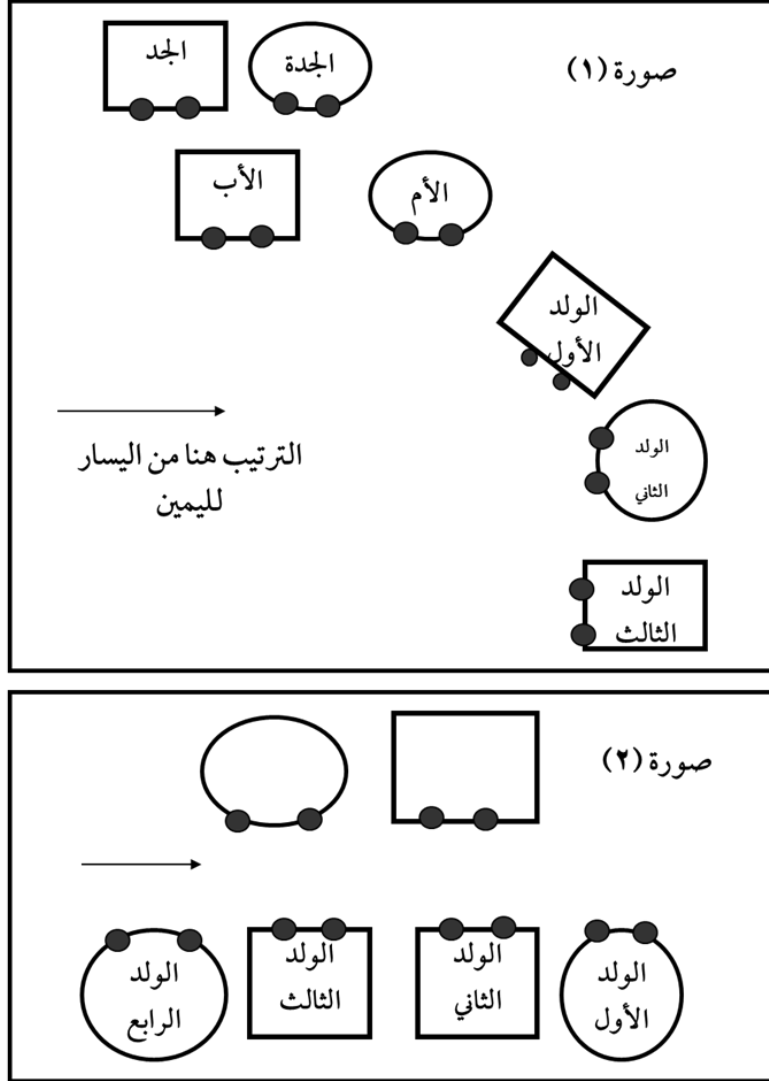 صورة (١)
الجدة
الجد
الأم
الأب
الولد
الأول
الترتيب هنا من اليسار
لليمين
الولد
الثاني
الولد
الثالث
صورة (٢)
الولد
الأول
الولد
الثاني
الولد
الثالث
الولد
الرابع